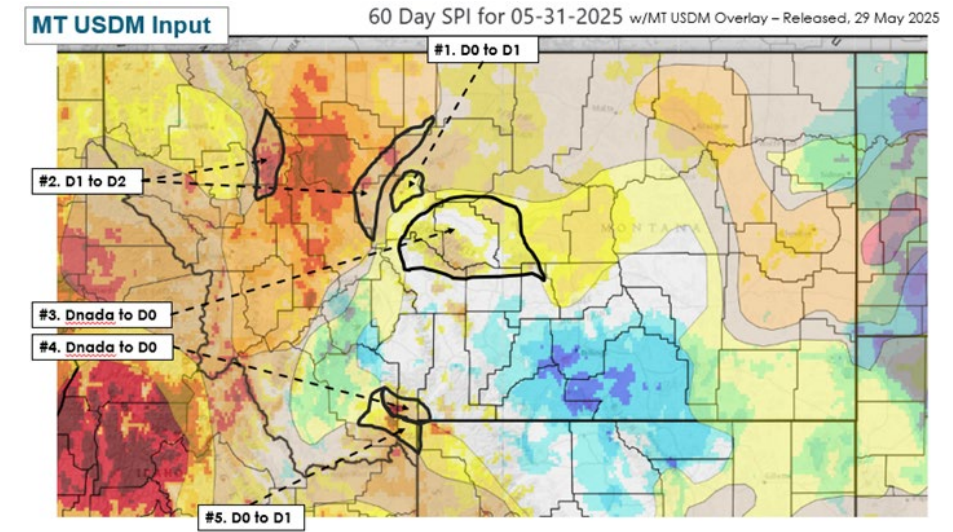 MT USDM Input
60 Day SPI for 05-31-2025 w/MT USDM Overlay – Released, 29 May 2025
#1. D0 to D1
#2. D1 to D2
MONTANA
#3. Dnada to D0
#4. Dnada to D0
IDAHO
#5. D0 to D1